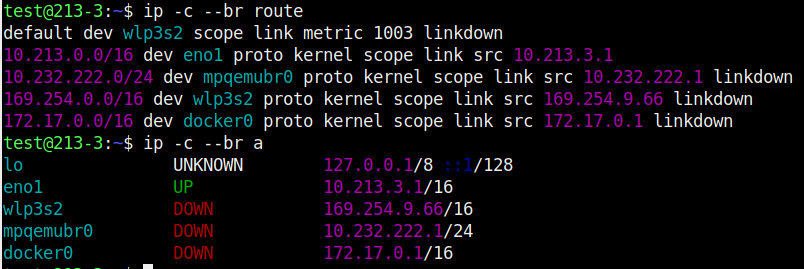 test@213-3:~$ ip -c --br route
default dev wlp3s2 scope link metric 1003 linkdown
10.213.0.0/16 dev eno1 proto kernel scope link src 10.213.3.1
10.232.222.0/24 dev mpqemubr0 proto kernel scope link src 10.232.222.1 linkdown
169.254.0.0/16 dev wlp3s2 proto kernel scope link src 169.254.9.66 linkdown
172.17.0.0/16 dev docker0 proto kernel scope link src 172.17.0.1 linkdown
test@213-3:~$ ip -c --br a
lo UNKNOWN 127.0.0.1/8 ::1/128
eno1 UP 10.213.3.1/16
wlp3s2 DOWN 169.254.9.66/16
mpqemubr0 DOWN 10.232.222.1/24
docker0 DOWN 172.17.0.1/16
test@213-3:~$